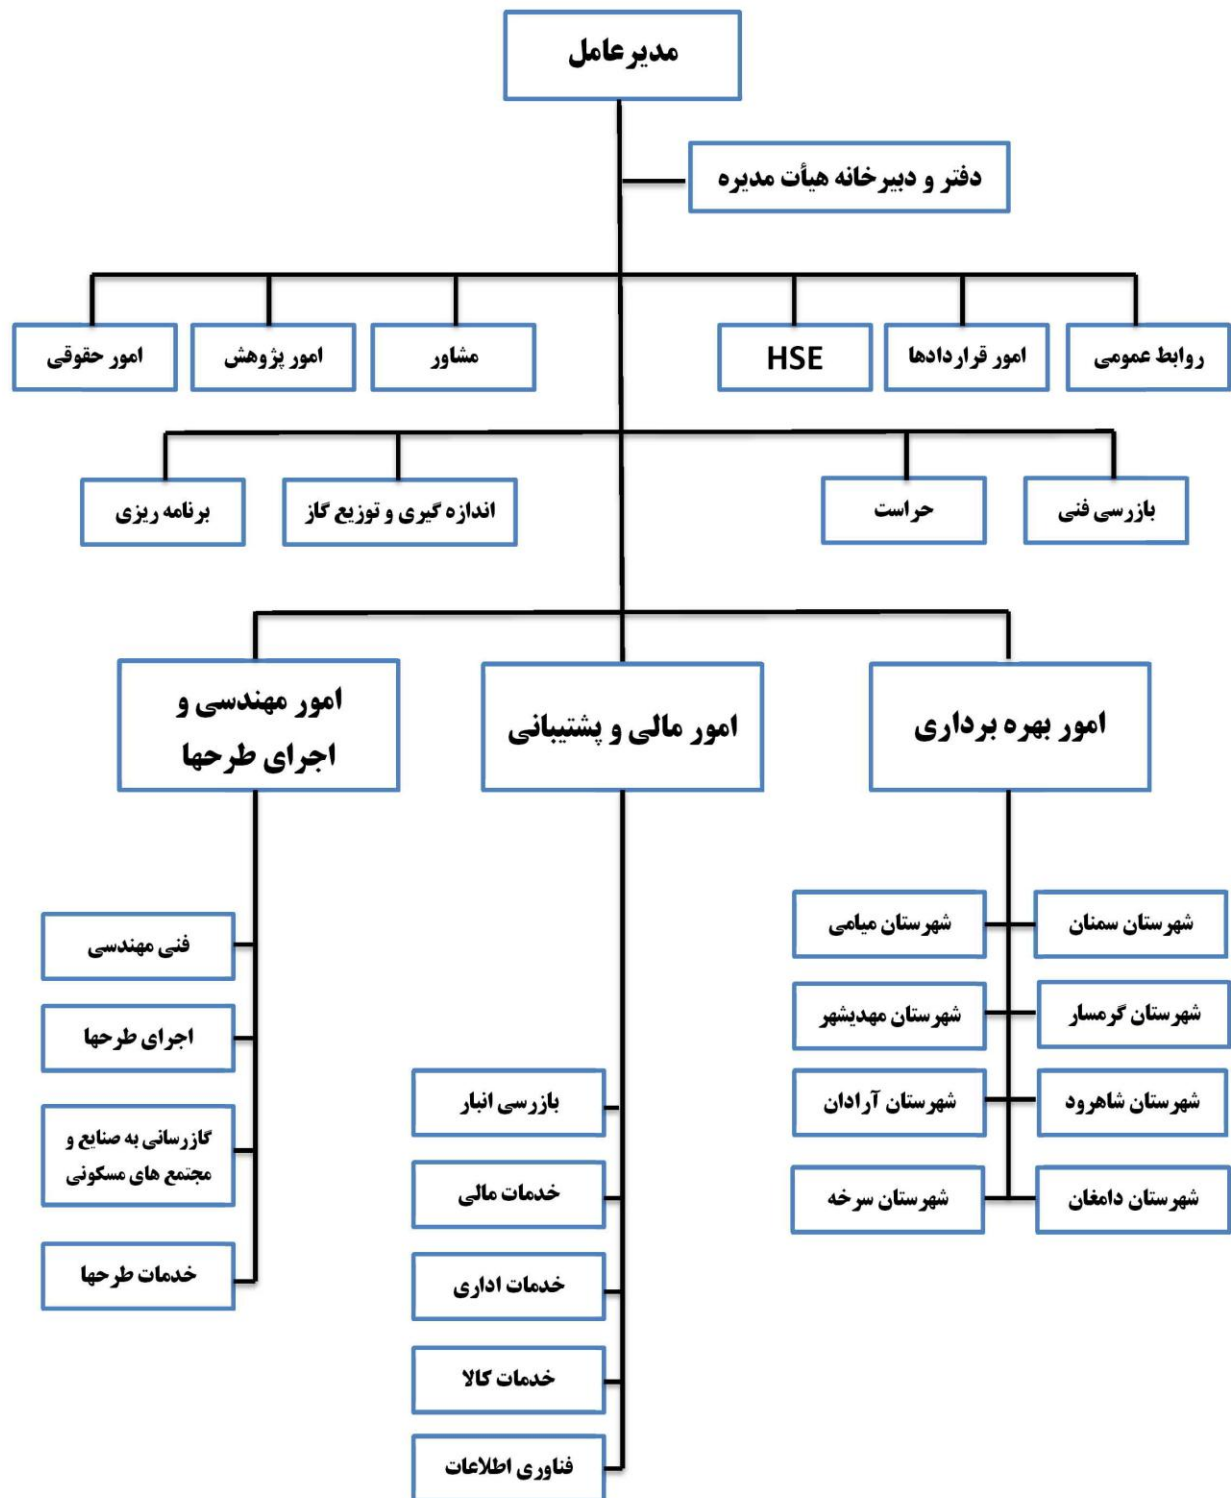 مدیرعامل
دفتر و دبیرخانه هیأت مدیره
روابط عمومی
امور قراردادها
HSE
مشاور
امور پژوهش
امور حقوقی
بازرسی فنی
حراست
اندازه گیری و توزیع گاز
برنامه ریزی
امور بهره برداری
امور مالی و پشتیبانی
امور مهندسی و
اجرای طرحها
شهرستان سمنان
شهرستان میامی
شهرستان گرمسار
شهرستان مهدیشهر
شهرستان شاهرود
شهرستان آرادان
شهرستان دامغان
شهرستان سرخه
بازرسی انبار
خدمات مالی
خدمات اداری
خدمات کالا
فناوری اطلاعات
فنی مهندسی
اجرای طرحها
گازرسانی به صنایع و
مجتمع های مسکونی
خدمات طرحها